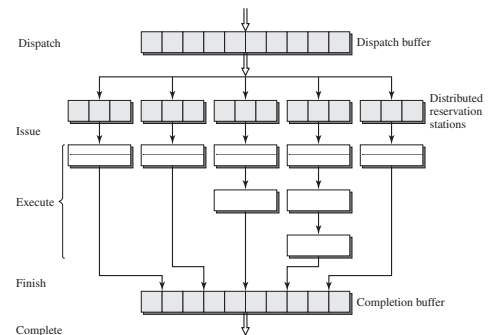 Dispatch
Dispatch buffer
Distributed
reservation
stations
Issue
Execute
Finish
Completion buffer
Complete